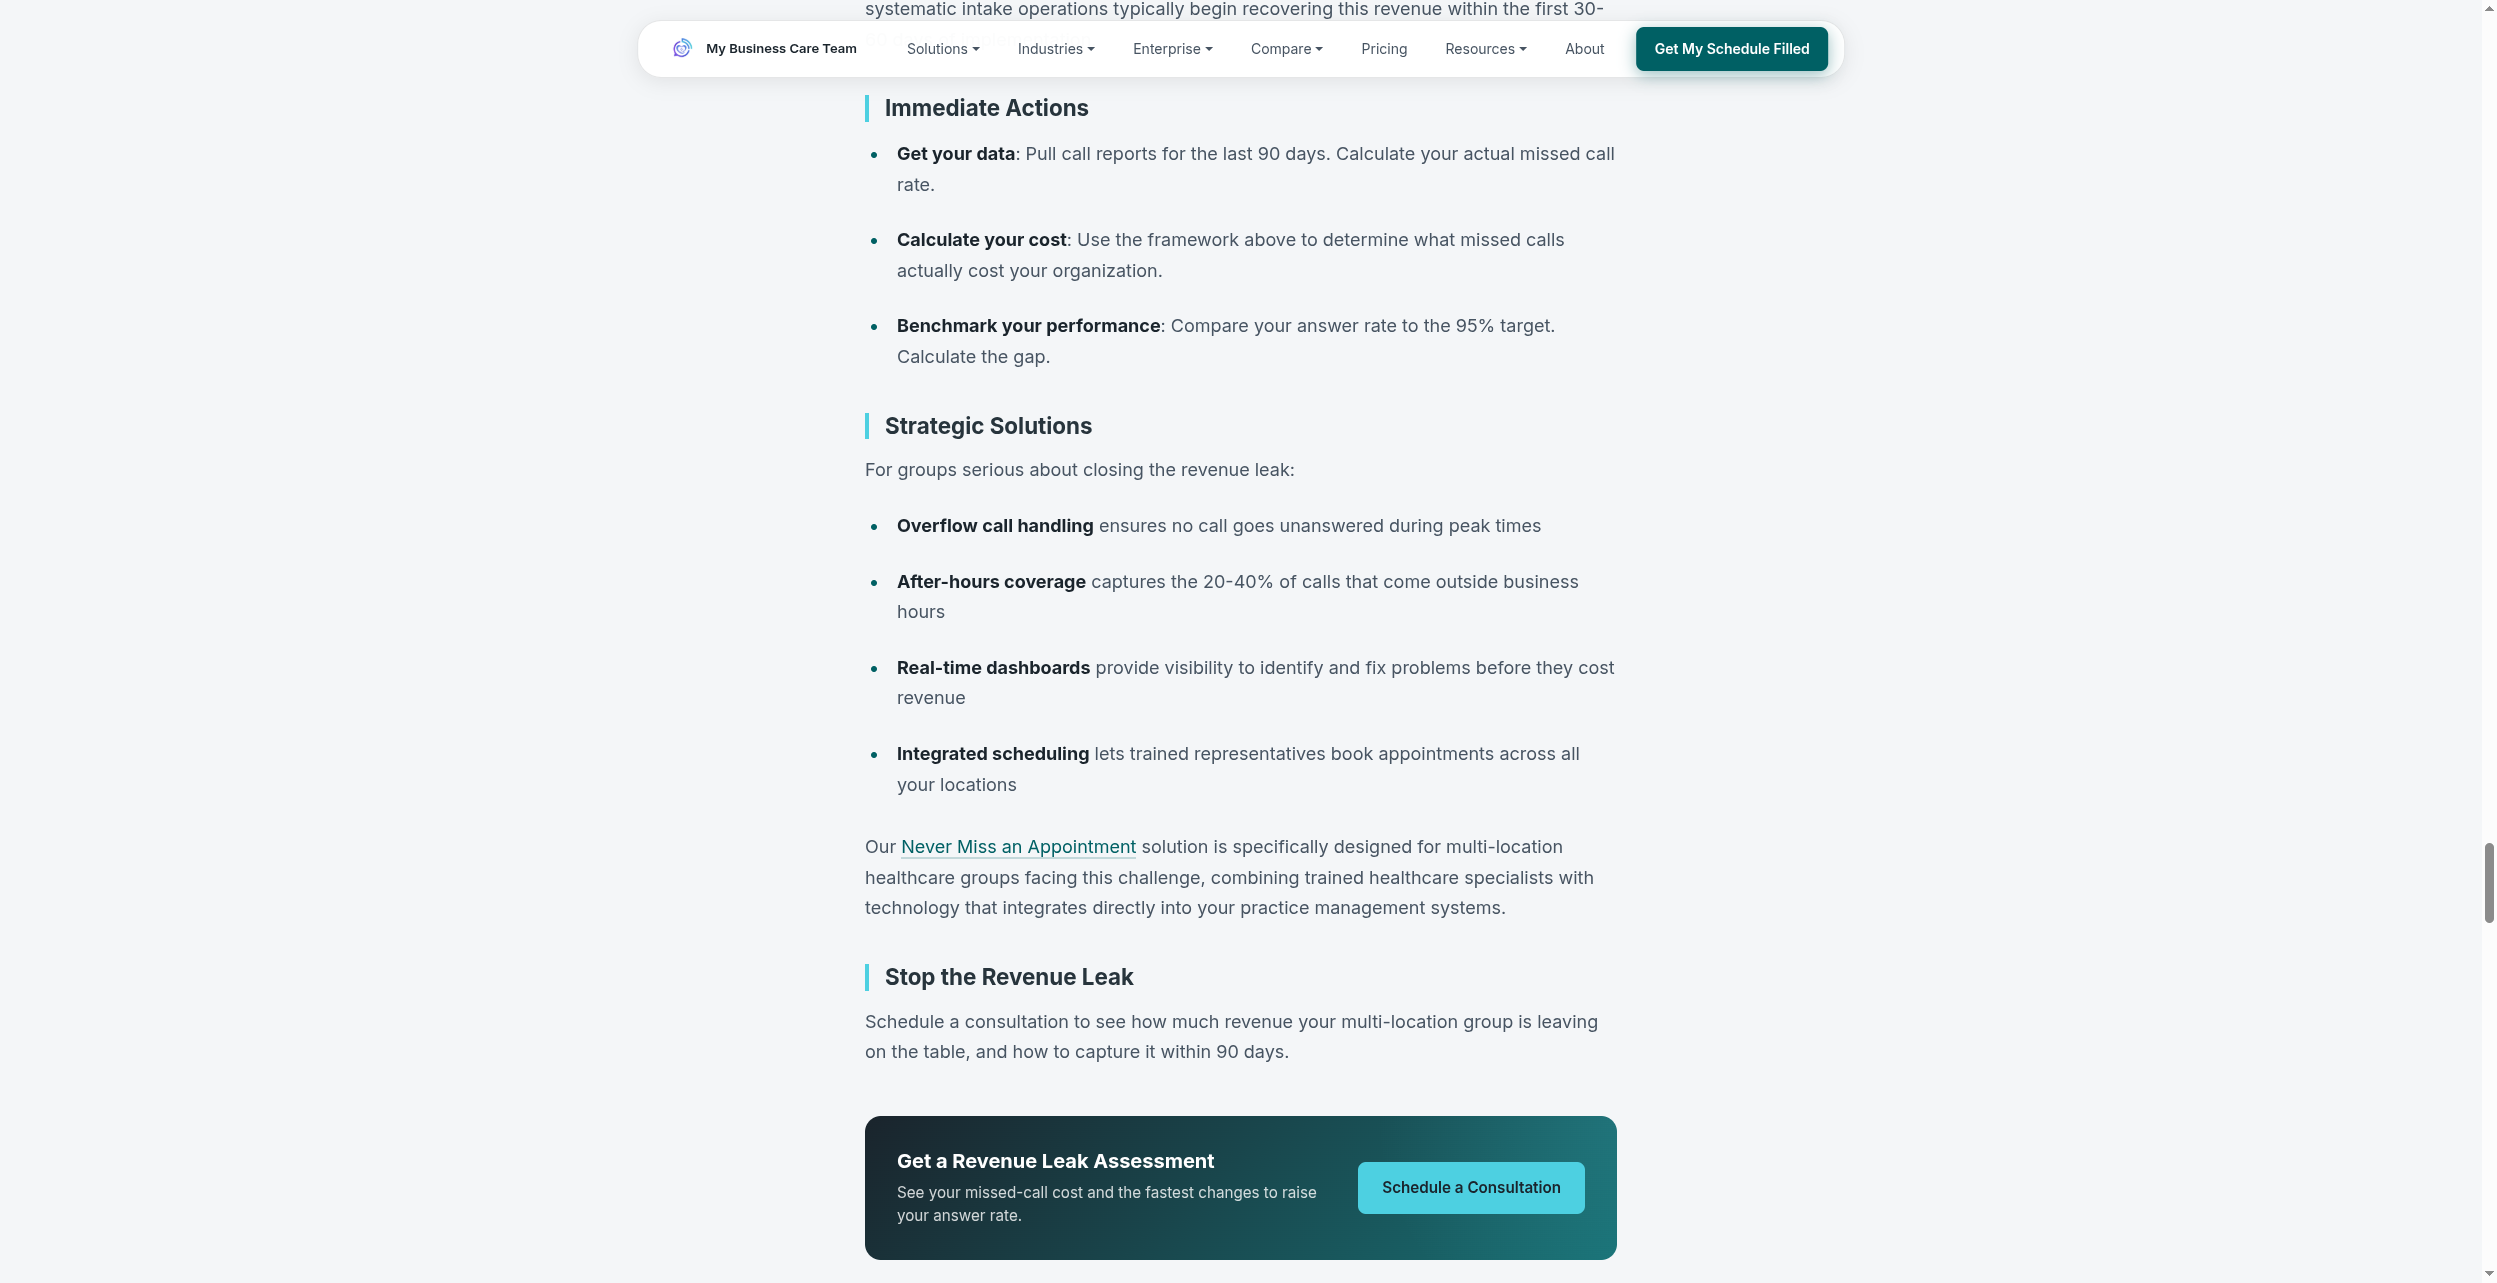 systematic intake operations typically begin recovering this revenue within the first 30-
My Business Care Team
Solutions
Industries
Enterprise
Compare
Pricing
Resources
About
Get My Schedule Filled
Immediate Actions
Get your data: Pull call reports for the last 90 days. Calculate your actual missed call
rate.
Calculate your cost: Use the framework above to determine what missed calls
actually cost your organization.
Benchmark your performance: Compare your answer rate to the 95% target.
Calculate the gap.
Strategic Solutions
For groups serious about closing the revenue leak:
Overflow call handling ensures no call goes unanswered during peak times
After-hours coverage captures the 20-40% of calls that come outside business
hours
Real-time dashboards provide visibility to identify and fix problems before they cost
revenue
Integrated scheduling lets trained representatives book appointments across all
your locations
Our Never Miss an Appointment solution is specifically designed for multi-location
healthcare groups facing this challenge, combining trained healthcare specialists with
technology that integrates directly into your practice management systems.
Stop the Revenue Leak
Schedule a consultation to see how much revenue your multi-location group is leaving
on the table, and how to capture it within 90 days.
Get a Revenue Leak Assessment
See your missed-call cost and the fastest changes to raise
your answer rate.
Schedule a Consultation